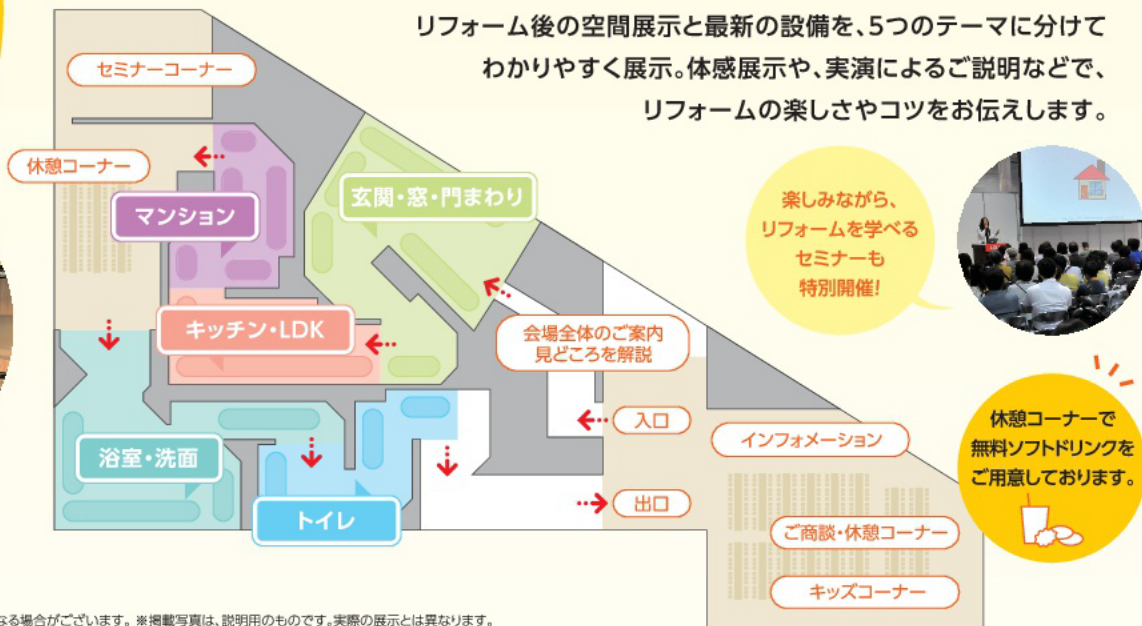 リフォーム後の空間展示と最新の設備を、5つのテーマに分けて
わかりやすく展示。体感展示や、実演によるご説明などで、
リフォームの楽しさやコツをお伝えします。
セミナーコーナー
休憩コーナー
マンション
玄関・窓・門まわり
キッチン・LDK
会場全体のご案内
見どころを解説
楽しみながら、
リフォームを学べる
セミナーも
特別開催!
入口
インフォメーション
浴室・洗面
トイレ
出口
ご商談・休憩コーナー
キッズコーナー
休憩コーナーで
無料ソフトドリンクを
ご用意しております。
なる場合がございます。※掲載写真は、説明用のものです。実際の展示とは異なります。